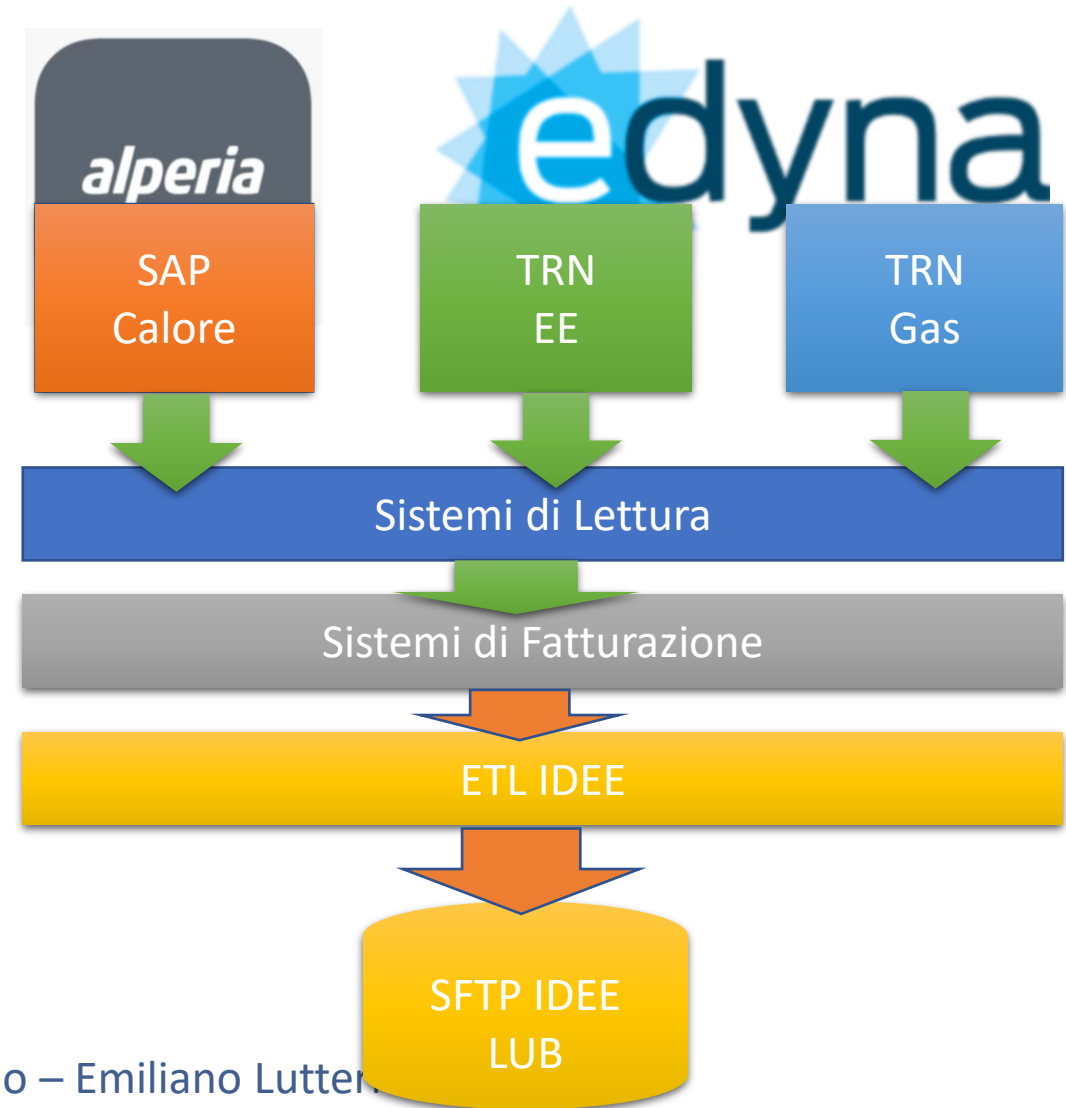 alperia
edyna
SAP
Calore
TRN
EE
TRN
Gas
Sistemi di Lettura
Sistemi di Fatturazione
ETL IDEE
SFTP IDEE
LUB
o – Emiliano